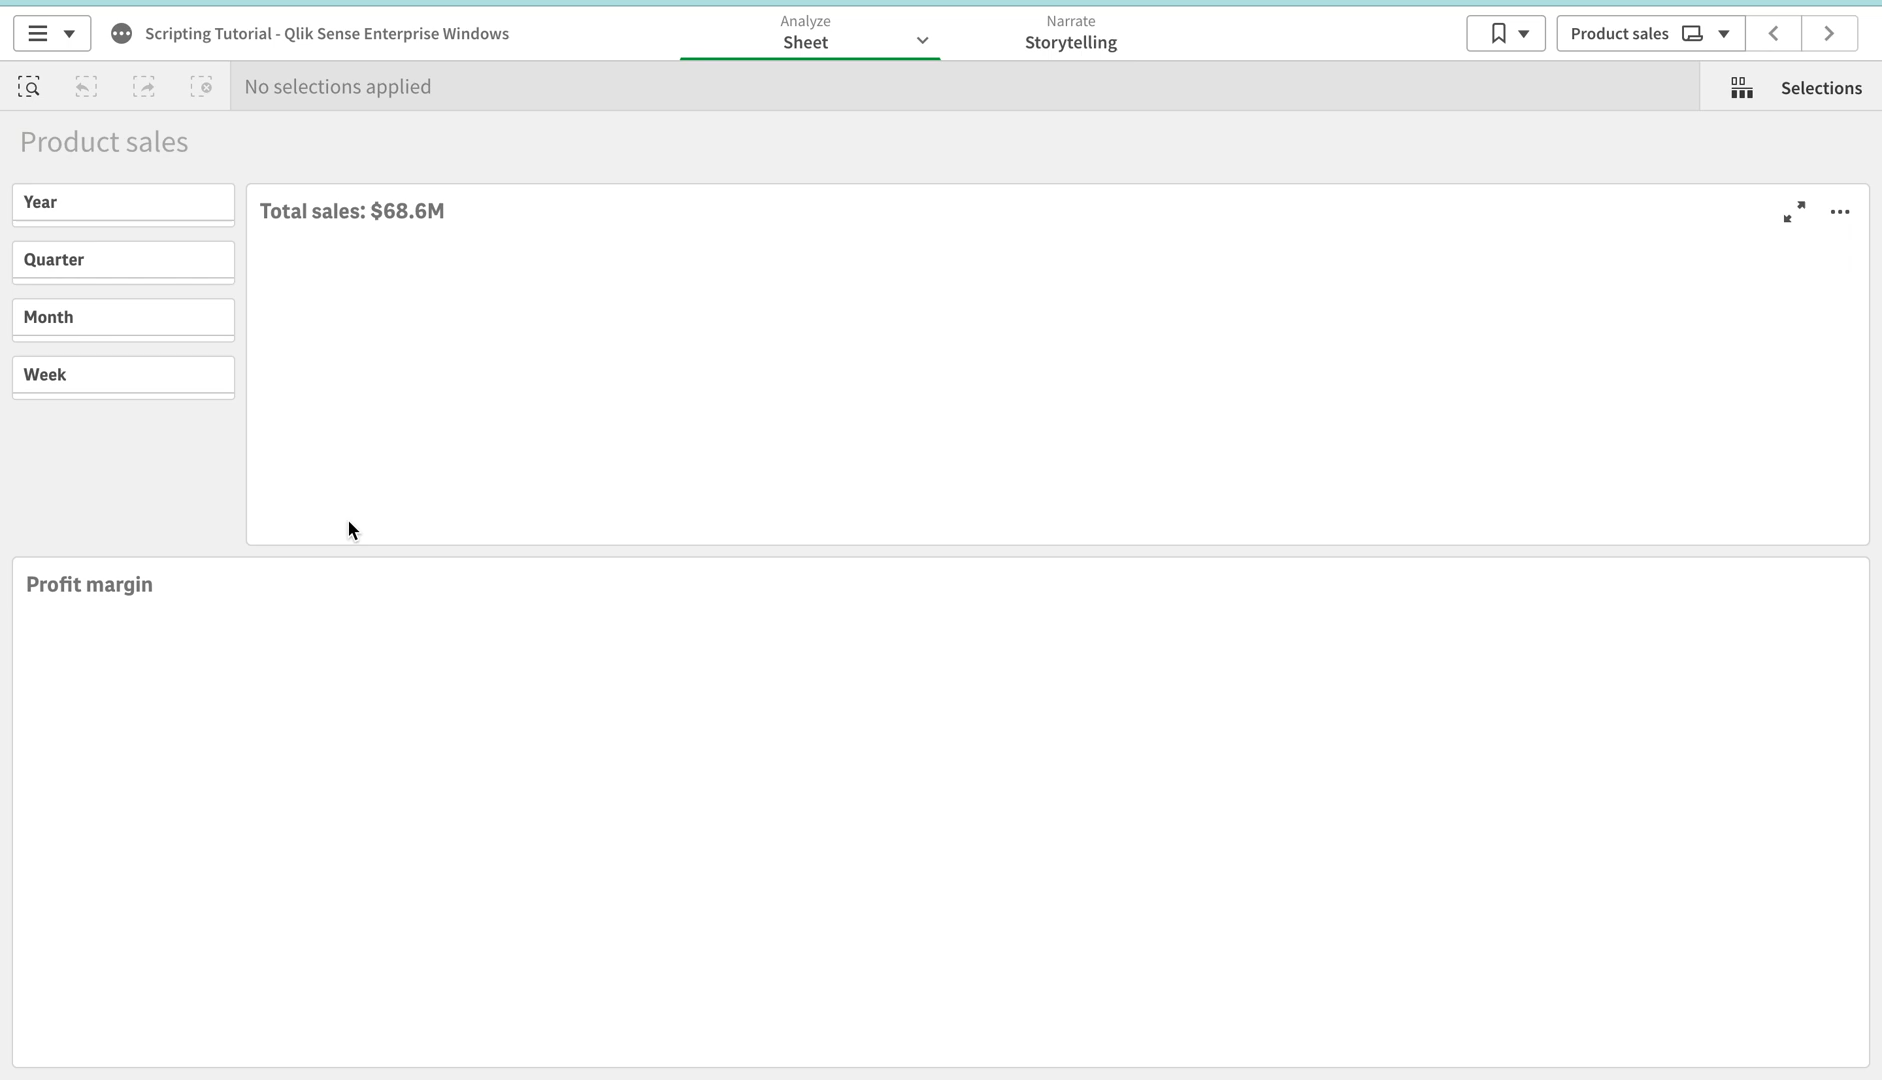 Analyze
Narrate
Scripting Tutorial - Qlik Sense Enterprise Windows
Sheet
Storytelling
Product sales
No selections applied
Selections
Product sales
Year
Total sales: $68.6M
Quarter
Month
Week
Profit margin